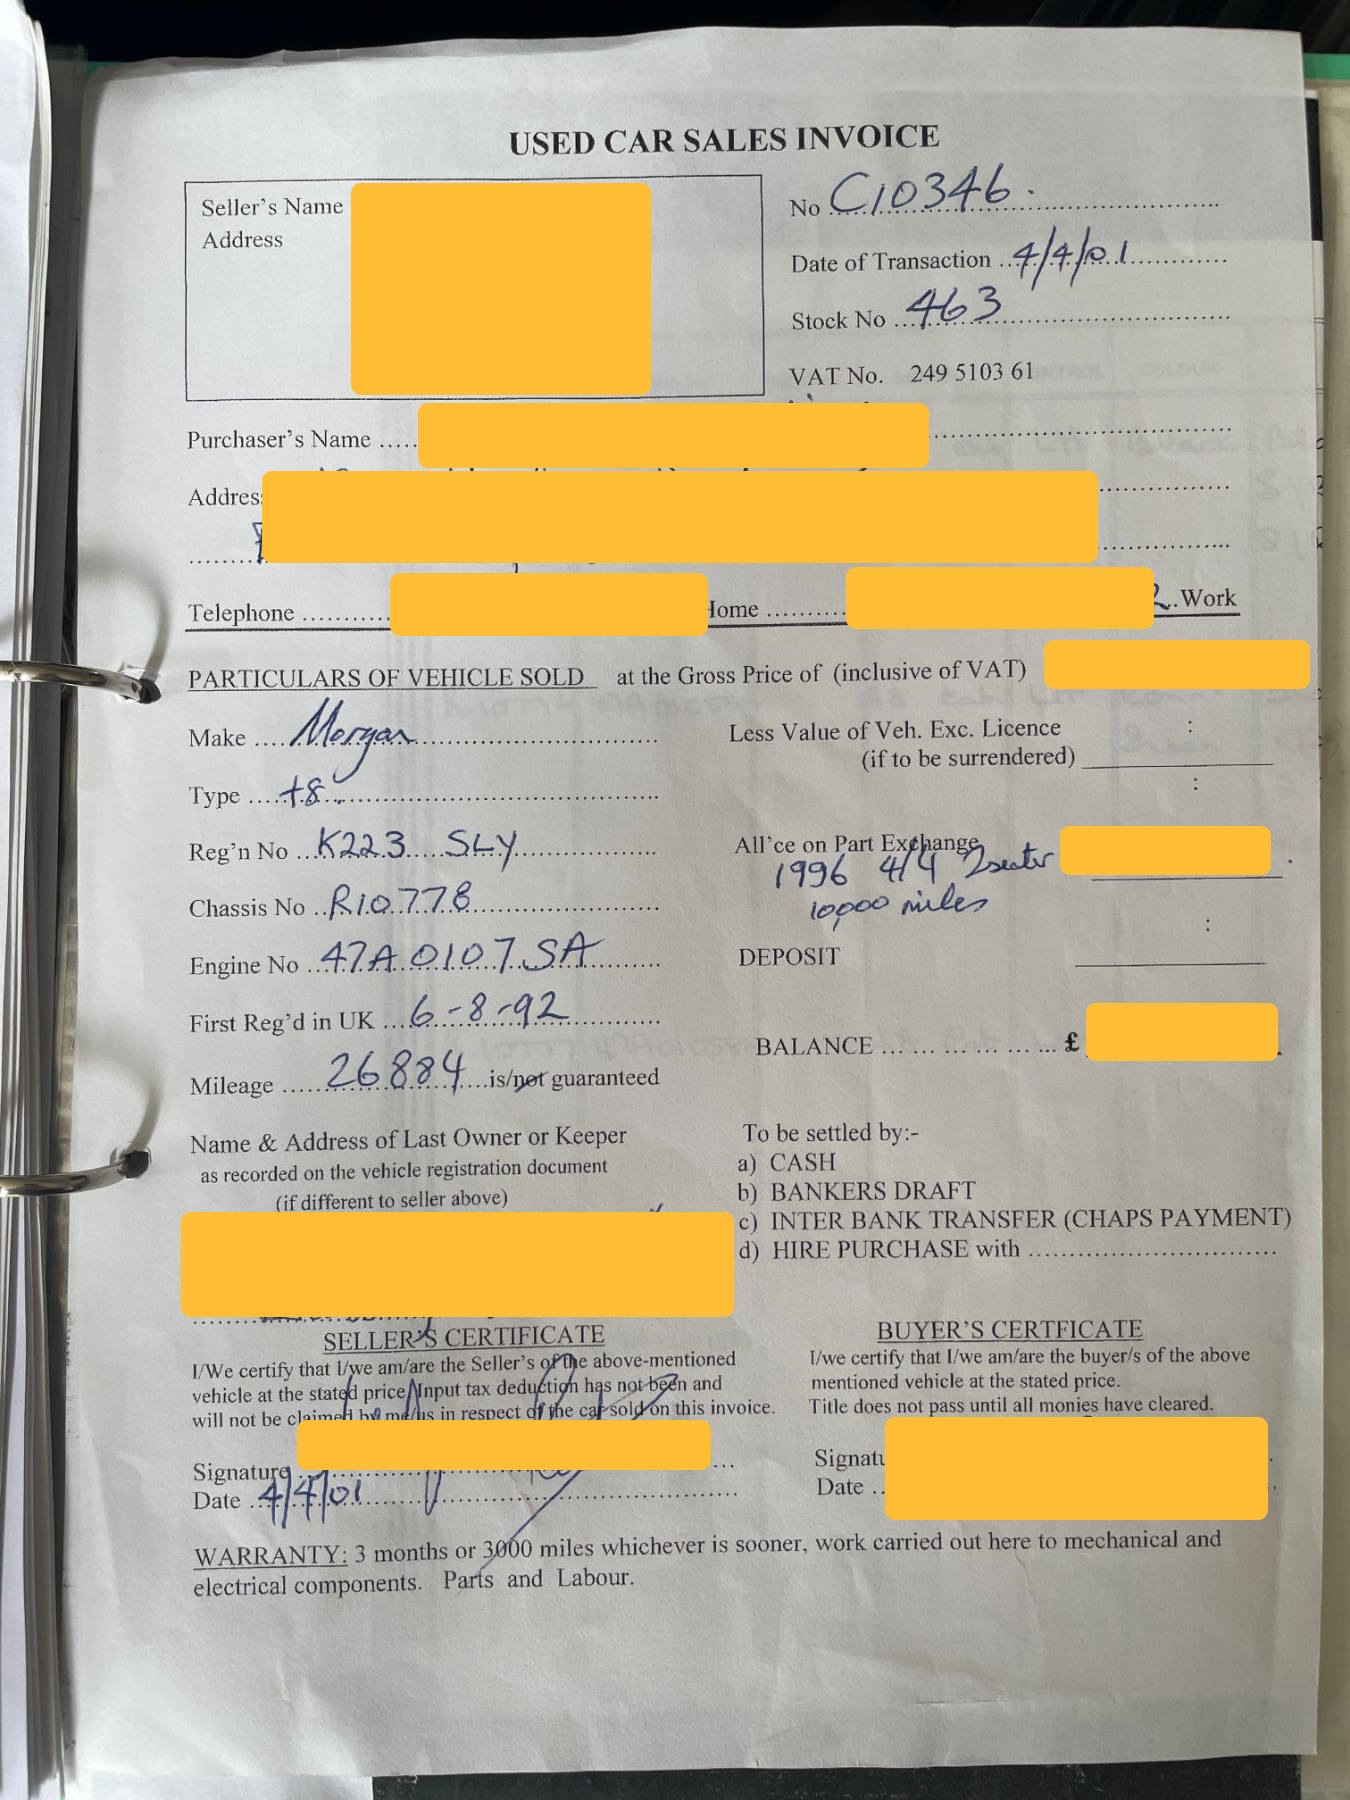 USED CAR SALES INVOICE
Seller's Name
Address
No C10346.
Date of Transaction 4/4/01
Stock No 463
VAT No. 249 5103 61
Purchaser's Name
Addres
Telephone Home Work
PARTICULARS OF VEHICLE SOLD at the Gross Price of (inclusive of VAT)
Make Morgan
Type +8
Reg'n No K223 SLY
Chassis No R10778
Engine No 47A0107SA
First Reg'd in UK 6-8-92
Mileage 26884 is/not guaranteed
Less Value of Veh. Exc. Licence :
(if to be surrendered)
:
All'ce on Part Exchange
1996 4/4 2seater
10,000 miles
:
DEPOSIT
BALANCE ... ... ... ... ... ... £
Name & Address of Last Owner or Keeper
as recorded on the vehicle registration document
(if different to seller above)
To be settled by:-
a) CASH
b) BANKERS DRAFT
c) INTER BANK TRANSFER (CHAPS PAYMENT)
d) HIRE PURCHASE with
SELLER'S CERTIFICATE
I/We certify that I/we am/are the Seller's of the above-mentioned
vehicle at the stated price. Input tax deduction has not been and
will not be claimed by me/us in respect of the car sold on this invoice.
Signature
Date 4/4/01
BUYER'S CERTFICATE
I/we certify that I/we am/are the buyer/s of the above
mentioned vehicle at the stated price.
Title does not pass until all monies have cleared.
Signatu
Date
WARRANTY: 3 months or 3000 miles whichever is sooner, work carried out here to mechanical and
electrical components. Parts and Labour.